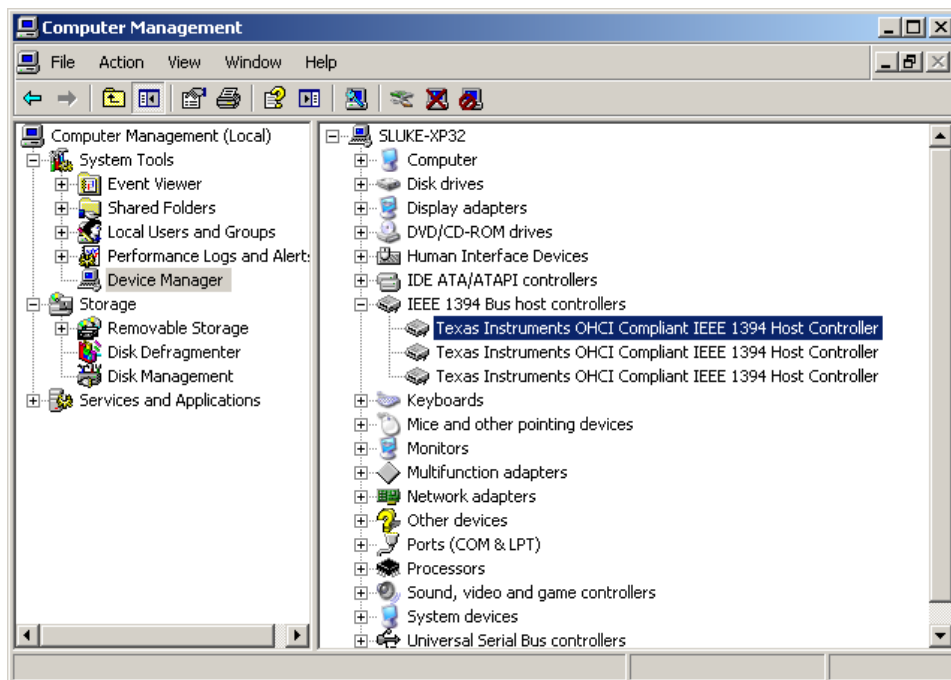 Computer Management
File Action View Window Help
Computer Management (Local)
System Tools
Event Viewer
Shared Folders
Local Users and Groups
Performance Logs and Alert
Device Manager
Storage
Removable Storage
Disk Defragmenter
Disk Management
Services and Applications
SLUKE-XP32
Computer
Disk drives
Display adapters
DVD/CD-ROM drives
Human Interface Devices
IDE ATA/ATAPI controllers
IEEE 1394 Bus host controllers
Texas Instruments OHCI Compliant IEEE 1394 Host Controller
Texas Instruments OHCI Compliant IEEE 1394 Host Controller
Texas Instruments OHCI Compliant IEEE 1394 Host Controller
Keyboards
Mice and other pointing devices
Monitors
Multifunction adapters
Network adapters
Other devices
Ports (COM & LPT)
Processors
Sound, video and game controllers
System devices
Universal Serial Bus controllers